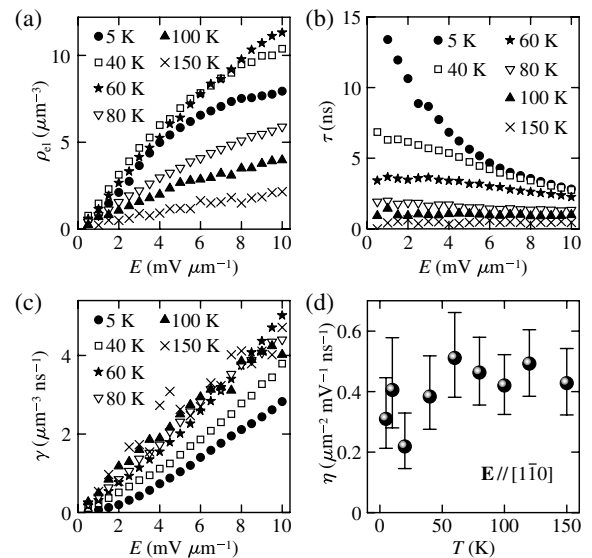 (a)
● 5 K
□ 40 K
★ 60 K
▽ 80 K
▲ 100 K
× 150 K
10
5
0
ρel (μm⁻³)
0 2 4 6 8 10
E (mV μm⁻¹)
(b)
● 5 K
□ 40 K
★ 60 K
▽ 80 K
▲ 100 K
× 150 K
15
10
5
0
τ (ns)
0 2 4 6 8 10
E (mV μm⁻¹)
(c)
● 5 K
□ 40 K
★ 60 K
▽ 80 K
▲ 100 K
× 150 K
4
2
0
γ (μm⁻³ ns⁻¹)
0 2 4 6 8 10
E (mV μm⁻¹)
(d)
0.6
0.4
0.2
0
η (μm⁻² mV⁻¹ ns⁻¹)
E // [11̄0]
0 50 100 150
T (K)